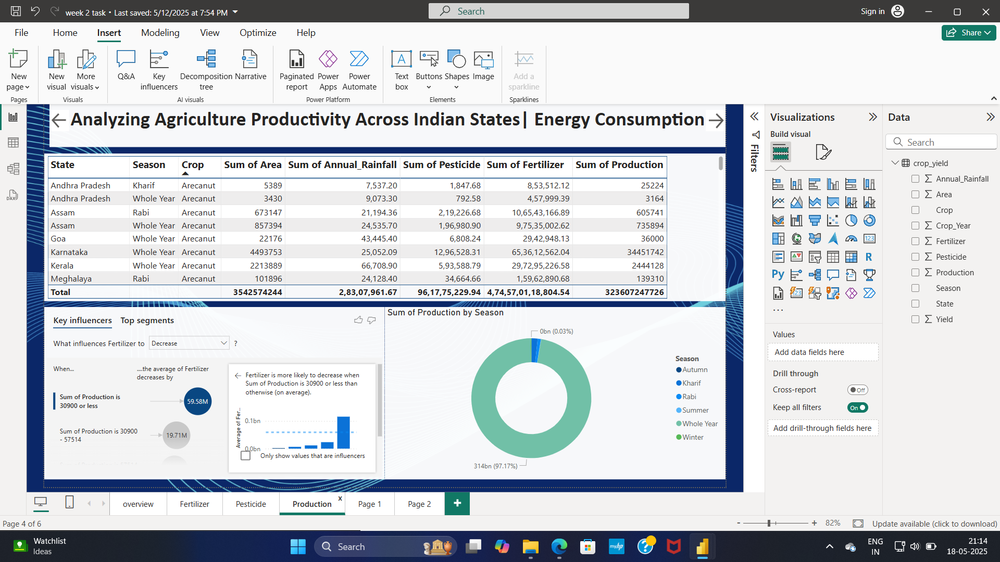 week 2 task • Last saved: 5/12/2025 at 7:54 PM
Search
Sign in
File Home Insert Modeling View Optimize Help
Share
New page
New visual
More visuals
Q&A
Key influencers
Decomposition tree
Narrative
Paginated report
Power Apps
Power Automate
Text box
Buttons
Shapes
Image
Add a sparkline
Pages
Visuals
AI visuals
Power Platform
Elements
Sparklines
DAX
Analyzing Agriculture Productivity Across Indian States| Energy Consumption
State Season Crop Sum of Area Sum of Annual_Rainfall Sum of Pesticide Sum of Fertilizer Sum of Production
Andhra Pradesh Kharif Arecanut 5389 7,537.20 1,847.68 8,53,512.12 25224
Andhra Pradesh Whole Year Arecanut 3430 9,073.30 792.58 4,57,999.39 3164
Assam Rabi Arecanut 673147 21,194.36 2,19,226.68 10,65,43,166.89 605741
Assam Whole Year Arecanut 857394 24,535.70 1,96,980.90 9,75,35,002.62 735894
Goa Whole Year Arecanut 22176 43,445.40 6,808.24 29,42,948.13 36000
Karnataka Whole Year Arecanut 4493753 25,052.09 12,96,528.31 65,36,12,562.04 34451742
Kerala Whole Year Arecanut 2213889 66,708.90 5,93,588.79 29,72,95,226.58 2444128
Meghalaya Rabi Arecanut 101896 24,128.40 34,664.66 1,59,62,890.68 139310
Total 3542574244 2,83,07,961.67 96,17,75,229.94 4,74,57,01,18,804.54 323607247726
Key influencers Top segments
What influences Fertilizer to Decrease ?
When...
....the average of Fertilizer
decreases by
Sum of Production is
30900 or less
59.58M
Sum of Production is 30900
- 57514
19.71M
Fertilizer is more likely to decrease when
Sum of Production is 30900 or less than
otherwise (on average).
Average of Fer...
0.1bn
0.0bn
Only show values that are influencers
Sum of Production by Season
0bn (0.03%)
314bn (97.17%)
Season
Autumn
Kharif
Rabi
Summer
Whole Year
Winter
Filters
Visualizations
Build visual
123
R
Py
123
...
Values
Add data fields here
Drill through
Cross-report Off
Keep all filters On
Add drill-through fields here
Data
Search
crop_yield
Annual_Rainfall
Area
Crop
Crop_Year
Fertilizer
Pesticide
Production
Season
State
Yield
overview Fertilizer Pesticide Production x Page 1 Page 2 +
Page 4 of 6
- + 82%
Update available (click to download)
Watchlist
Ideas
Search
myhp
ENG
IN
21:14
18-05-2025